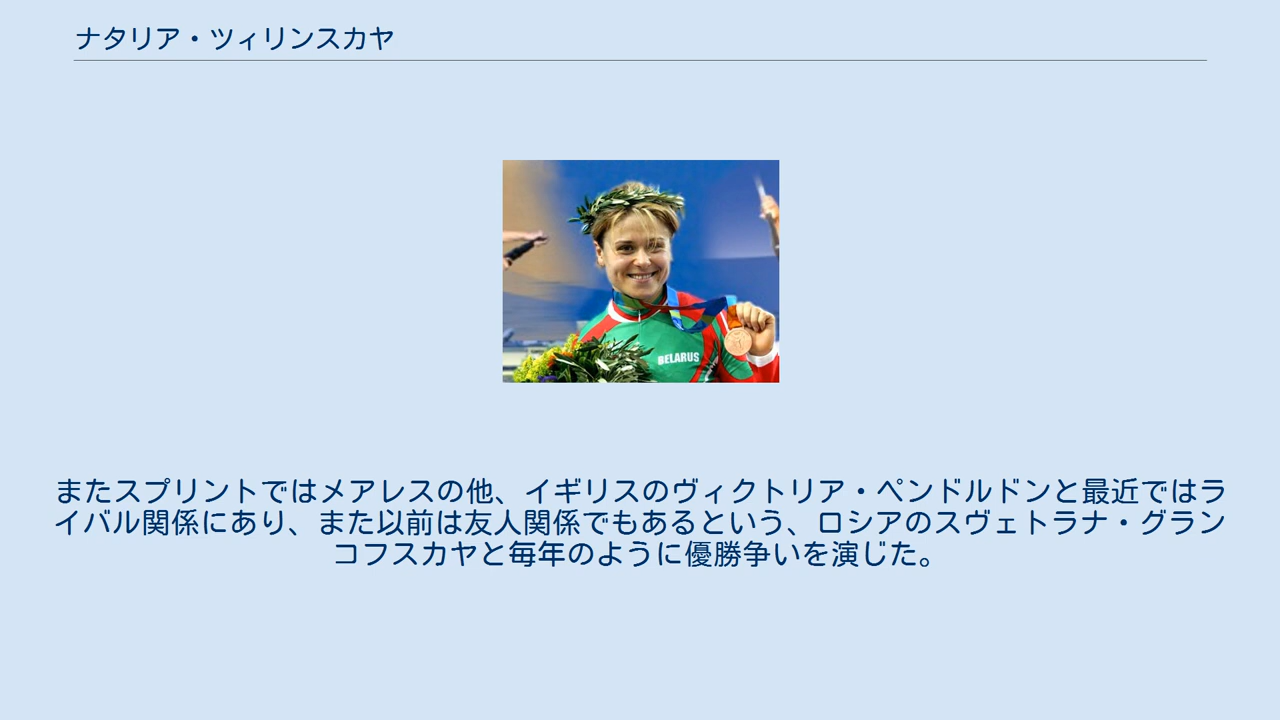 ナタリア・ツィリンスカヤ
BELARUS
またスプリントではメアレスの他、イギリスのヴィクトリア・ペンドルドンと最近ではラ
イバル関係にあり、また以前は友人関係でもあるという、ロシアのスヴェトラナ・グラン
コフスカヤと毎年のように優勝争いを演じた。